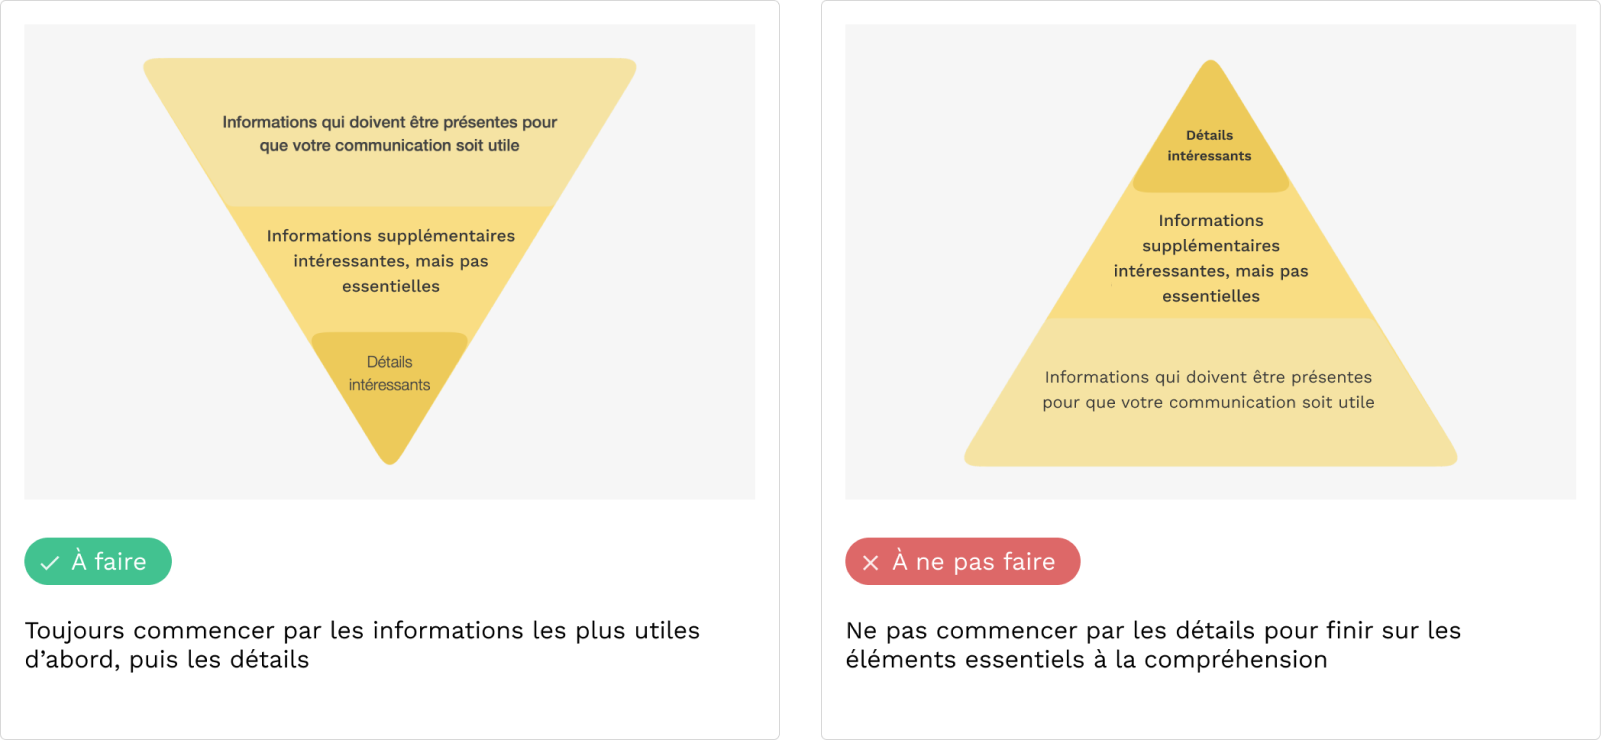 Informations qui doivent être présentes pour
que votre communication soit utile
Informations supplémentaires
intéressantes, mais pas
essentielles
Détails
intéressants
À faire
Toujours commencer par les informations les plus utiles
d’abord, puis les détails
Détails
intéressants
Informations
supplémentaires
intéressantes, mais pas
essentielles
Informations qui doivent être présentes
pour que votre communication soit utile
À ne pas faire
Ne pas commencer par les détails pour finir sur les
éléments essentiels à la compréhension